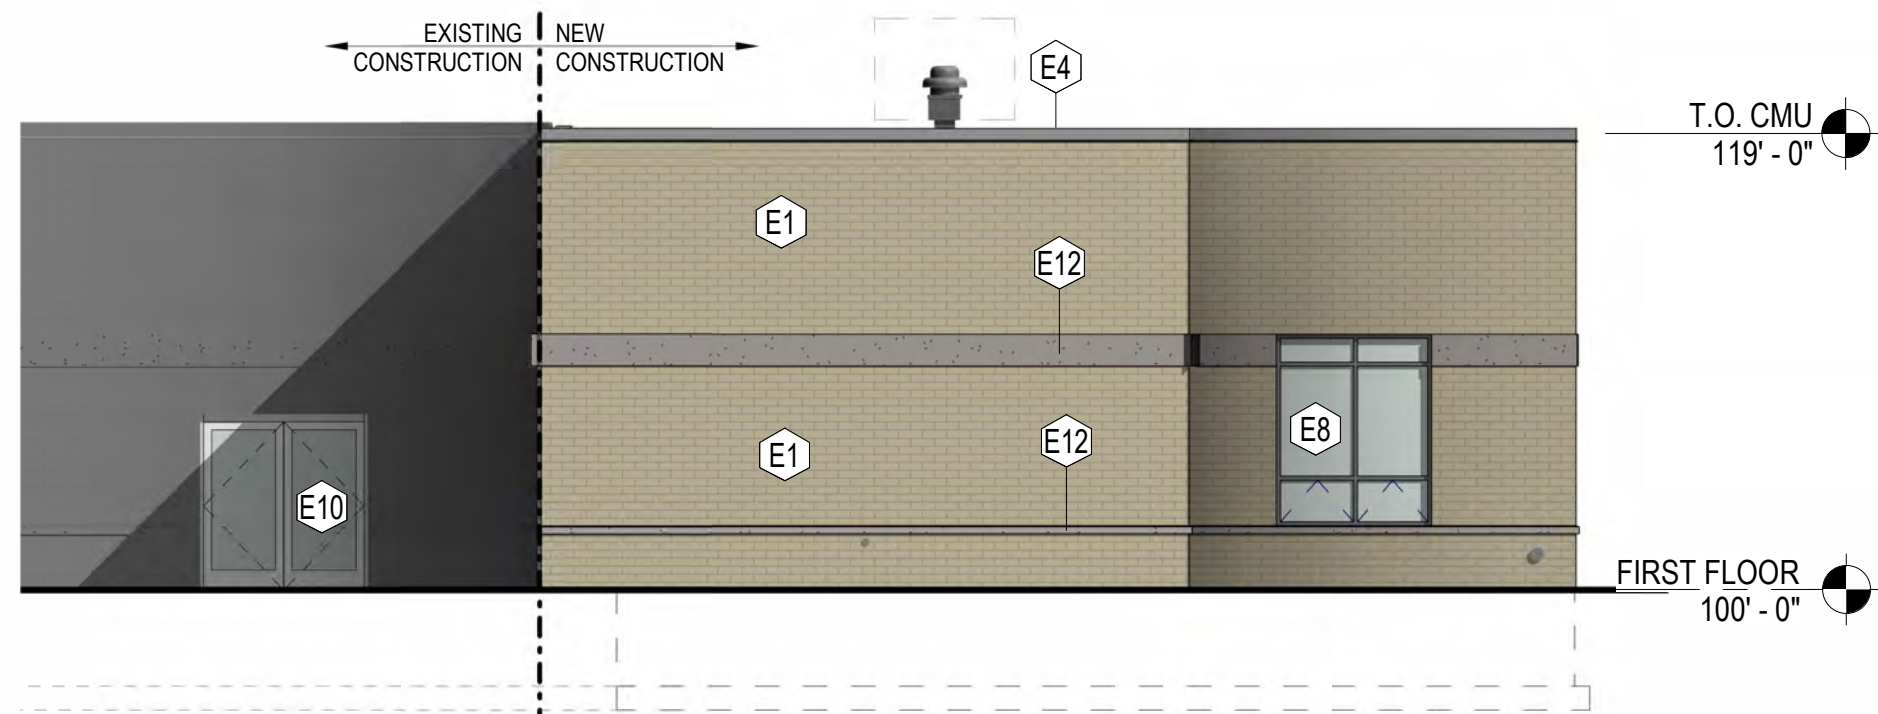 EXISTING NEW
CONSTRUCTION CONSTRUCTION
E4
T.O. CMU
119' - 0"
E1
E12
E8
E12
E1
E10
FIRST FLOOR
100' - 0"